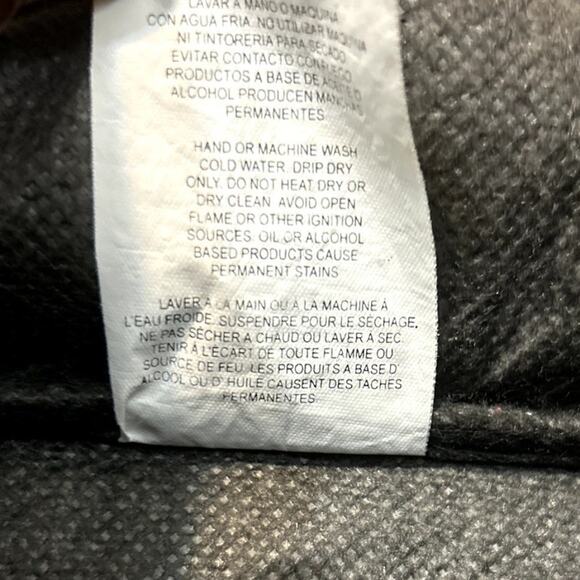 LAVAR A MANO O MAQUINA
CON AGUA FRIA. NO UTILIZAR MAQUINA
NI TINTORERIA PARA SECADO
EVITAR CONTACTO CON FUEGO
PRODUCTOS A BASE DE ACEITE O
ALCOHOL PRODUCEN MANCHAS
PERMANENTES
HAND OR MACHINE WASH
COLD WATER. DRIP DRY
ONLY. DO NOT HEAT DRY OR
DRY CLEAN. AVOID OPEN
FLAME OR OTHER IGNITION
SOURCES. OIL OR ALCOHOL
BASED PRODUCTS CAUSE
PERMANENT STAINS
LAVER À LA MAIN OU À LA MACHINE À
L'EAU FROIDE. SUSPENDRE POUR LE SÉCHAGE,
NE PAS SÉCHER A CHAUD OU LAVER À SEC.
TENIR À L'ÉCART DE TOUTE FLAMME OU
SOURCE DE FEU. LES PRODUITS A BASE D'
ALCOOL OU D' HUILE CAUSENT DES TACHES
PERMANENTES